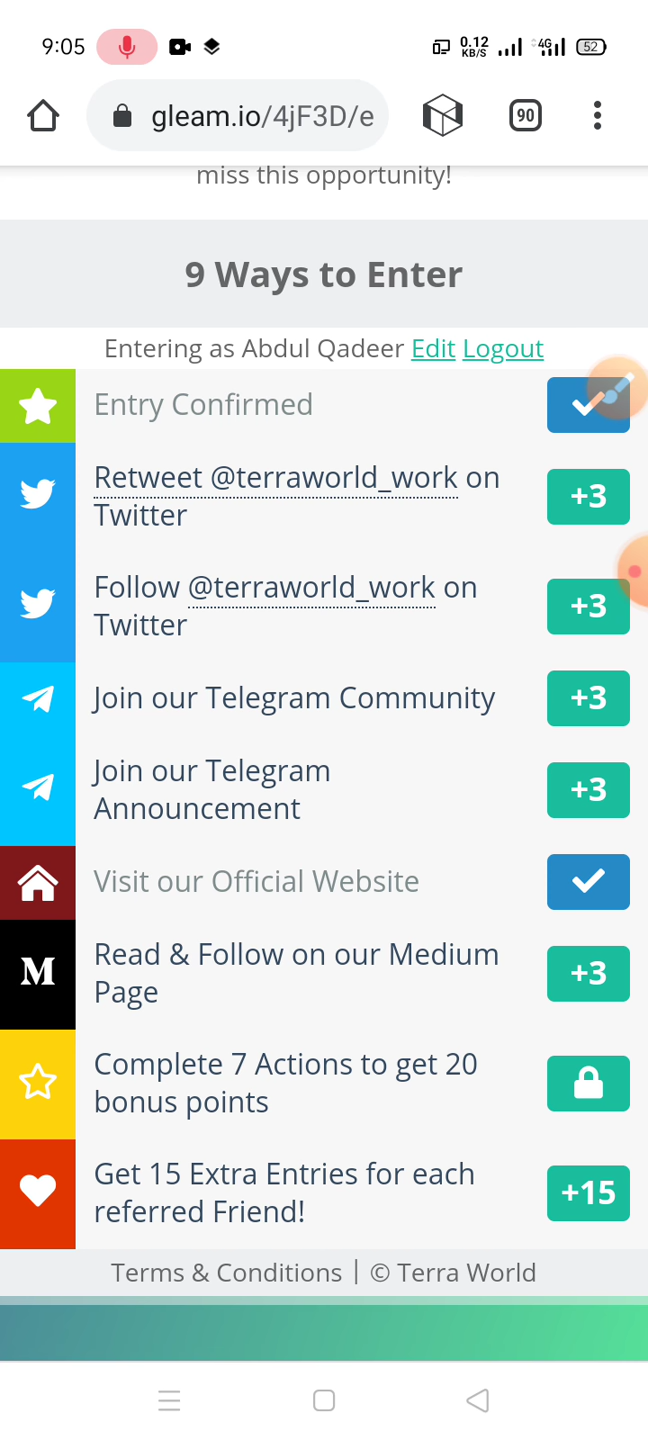 9:05 0.12 KB/S 4G 52
gleam.io/4jF3D/e 90
miss this opportunity!
9 Ways to Enter
Entering as Abdul Qadeer Edit Logout
Entry Confirmed
Retweet @terraworld_work on
Twitter
+3
Follow @terraworld_work on
Twitter
+3
Join our Telegram Community +3
Join our Telegram
Announcement
+3
Visit our Official Website
M
Read & Follow on our Medium
Page
+3
Complete 7 Actions to get 20
bonus points
Get 15 Extra Entries for each
referred Friend!
+15
Terms & Conditions | © Terra World